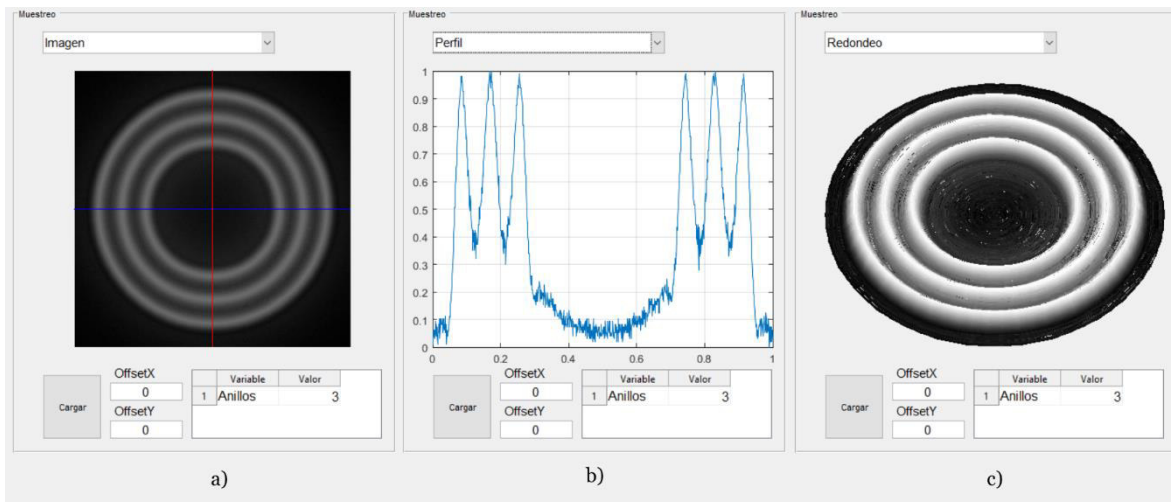 Muestreo
Imagen
Cargar
OffsetX
0
OffsetY
0
Variable Valor
1 Anillos 3
a)
Muestreo
Perfil
1
0.9
0.8
0.7
0.6
0.5
0.4
0.3
0.2
0.1
0
0 0.2 0.4 0.6 0.8 1
Cargar
OffsetX
0
OffsetY
0
Variable Valor
1 Anillos 3
b)
Muestreo
Redondeo
Cargar
OffsetX
0
OffsetY
0
Variable Valor
1 Anillos 3
c)